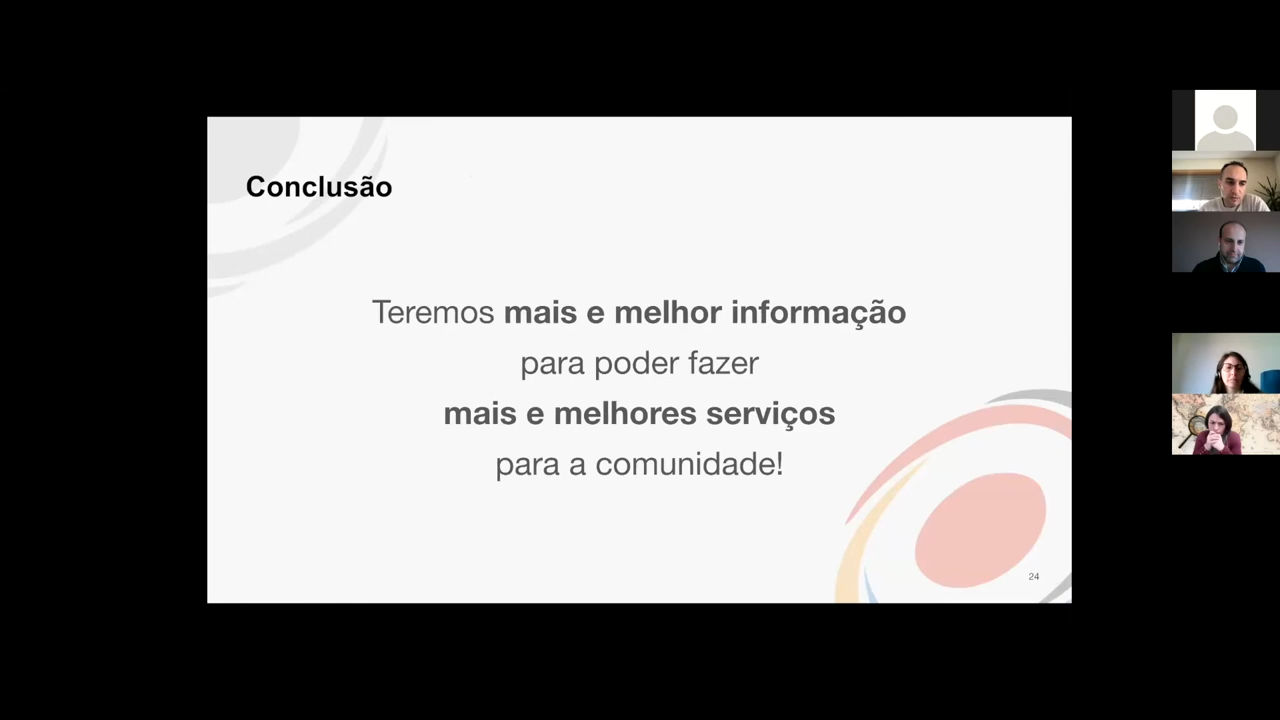 Conclusão
Teremos mais e melhor informação
para poder fazer
mais e melhores serviços
para a comunidade!
24